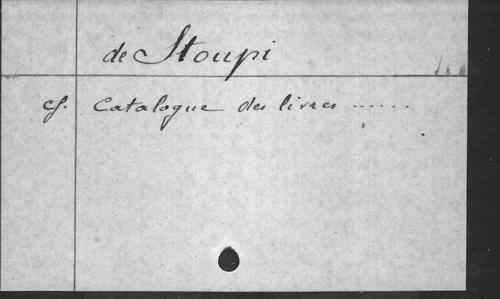 de Stoupi
cf. Catalogue des livres ......